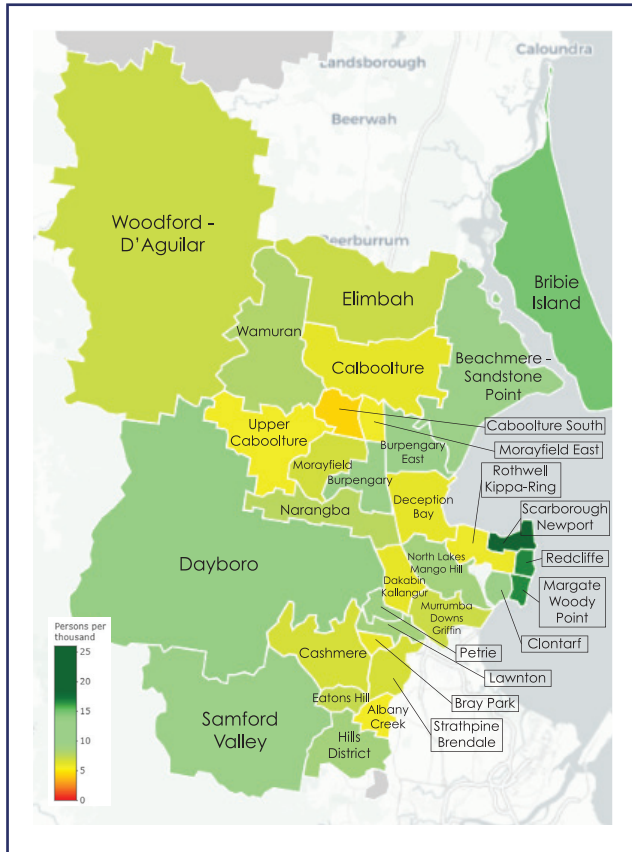 Caloundra
Landsborough
Beerwah
Woodford -
D'Aguilar
Beerburrum
Bribie
Island
Elimbah
Wamuran
Caboolture
Beachmere -
Sandstone
Point
Upper
Caboolture
Caboolture South
Morayfield East
Burpengary
East
Morayfield
Burpengary
Rothwell
Kippa-Ring
Deception
Bay
Scarborough
Newport
Narangba
Dayboro
North Lakes
Mango Hill
Redcliffe
Dakabin
Kallangur
Margate
Woody
Point
Murrumba
Downs
Griffin
Clontarf
Petrie
Lawnton
Cashmere
Bray Park
Strathpine
Brendale
Eatons Hill
Albany
Creek
Samford
Valley
Hills
District
Persons per
thousand
25
20
15
10
5
0